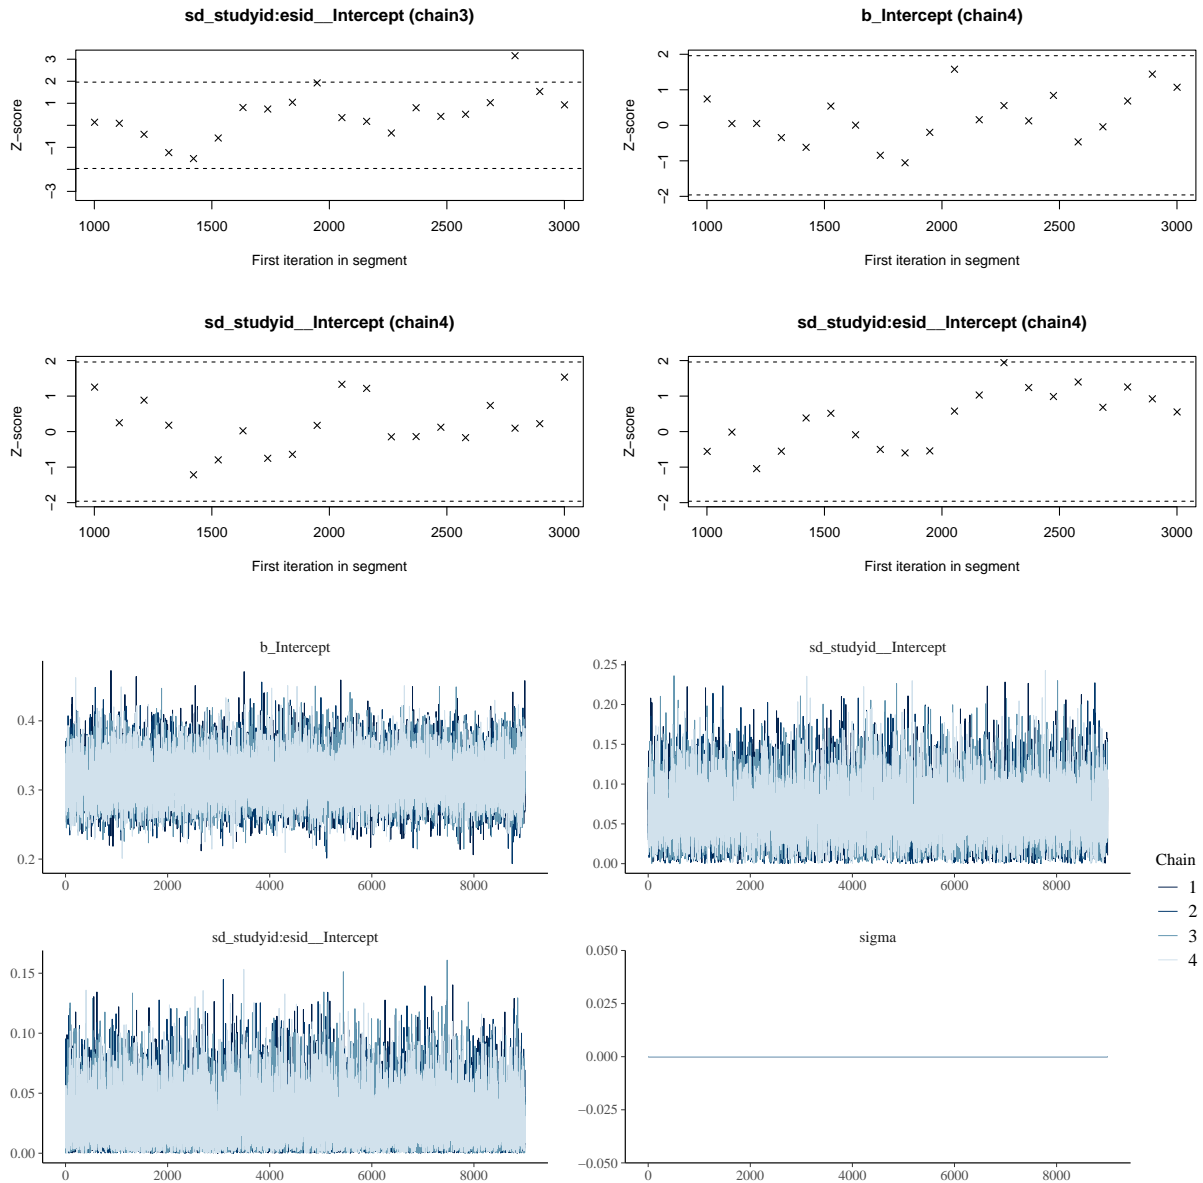 sd_studyid:esid__Intercept (chain3)
3
2
1
−1
−3
Z−score
1000 1500 2000 2500 3000
First iteration in segment
b_Intercept (chain4)
2
1
0
−1
−2
Z−score
1000 1500 2000 2500 3000
First iteration in segment
sd_studyid__Intercept (chain4)
2
1
0
−1
−2
Z−score
1000 1500 2000 2500 3000
First iteration in segment
sd_studyid:esid__Intercept (chain4)
2
1
0
−1
−2
Z−score
1000 1500 2000 2500 3000
First iteration in segment
b_Intercept
0.4
0.3
0.2
0 2000 4000 6000 8000
sd_studyid__Intercept
0.25
0.20
0.15
0.10
0.05
0.00
0 2000 4000 6000 8000
sd_studyid:esid__Intercept
0.15
0.10
0.05
0.00
0 2000 4000 6000 8000
sigma
0.050
0.025
0.000
−0.025
−0.050
0 2000 4000 6000 8000
Chain
1
2
3
4